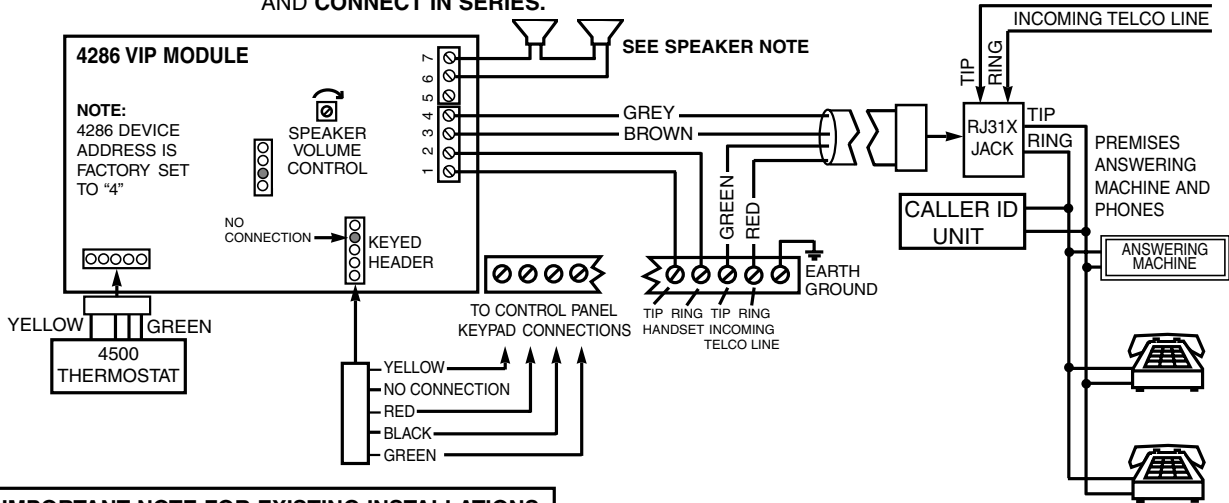 AND CONNECT IN SERIES.
4286 VIP MODULE
NOTE:
4286 DEVICE
ADDRESS IS
FACTORY SET
TO “4”
SPEAKER
VOLUME
CONTROL
NO
CONNECTION
KEYED
HEADER
7
6
5
4
3
2
1
SEE SPEAKER NOTE
GREY
BROWN
GREEN
RED
INCOMING TELCO LINE
TIP
RING
RJ31X
JACK
TIP
RING
PREMISES
ANSWERING
MACHINE AND
PHONES
CALLER ID
UNIT
ANSWERING
MACHINE
EARTH
GROUND
TIP RING TIP RING
HANDSET INCOMING
TELCO LINE
TO CONTROL PANEL
KEYPAD CONNECTIONS
YELLOW
GREEN
4500
THERMOSTAT
YELLOW
NO CONNECTION
RED
BLACK
GREEN
IMPORTANT NOTE FOR EXISTING INSTALLATIONS